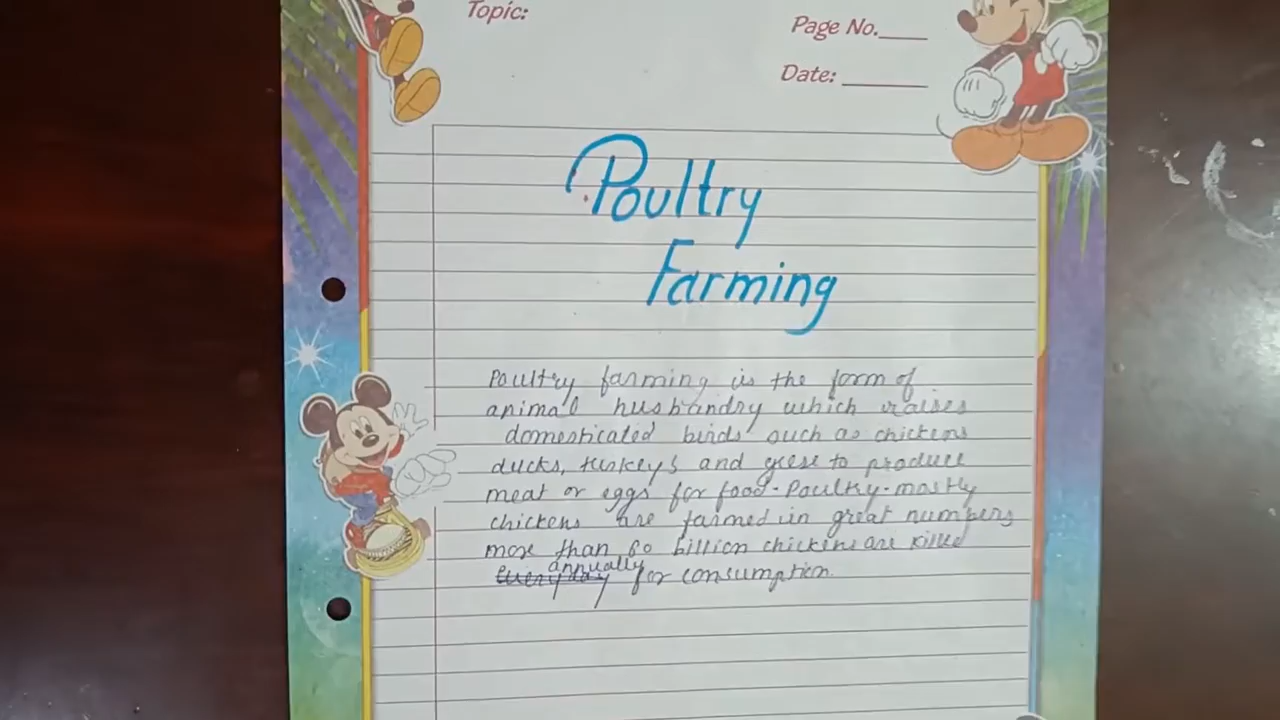 Topic:
Page No.
Date:
Poultry
Farming
Poultry farming is the form of
animal husbandry which raises
domesticated birds such as chickens
ducks, turkeys and geese to produce
meat or eggs for food. Poultry-mostly
chickens are farmed in great numbers
more than 60 billion chickens are killed
annually
everyday for consumption.